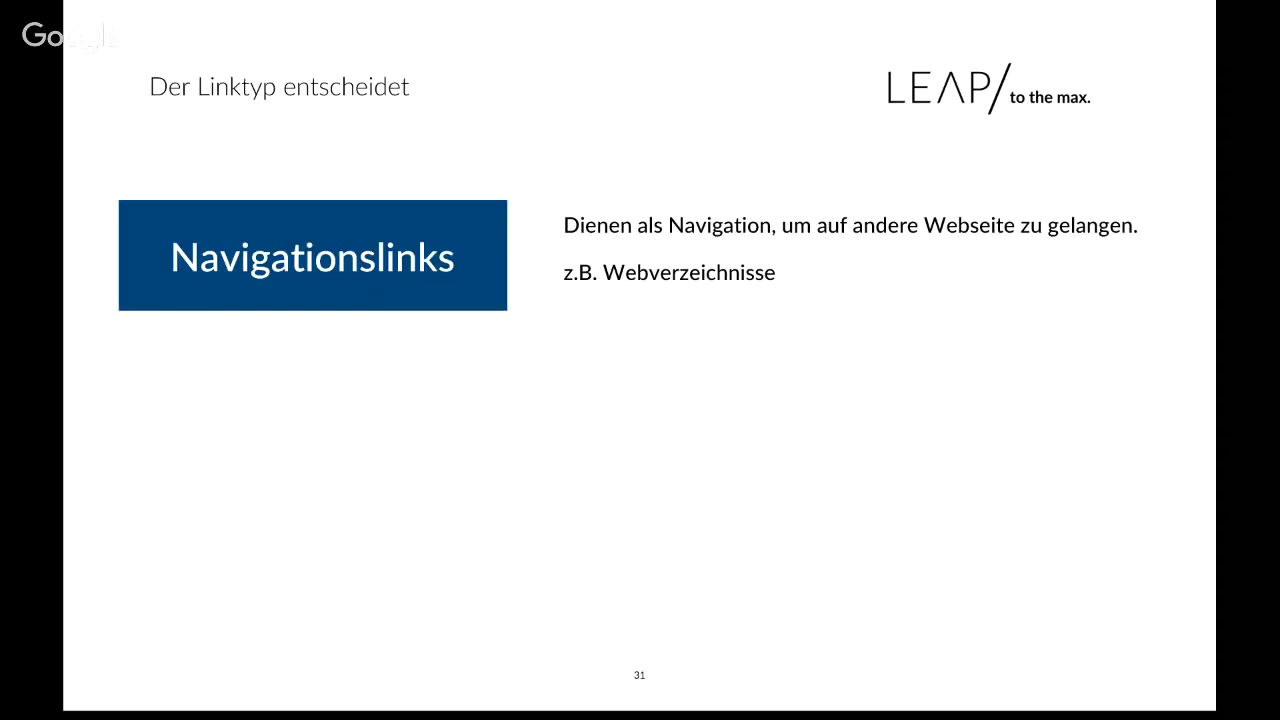 Google
Der Linktyp entscheidet
LEAP/ to the max.
Navigationslinks
Dienen als Navigation, um auf andere Webseite zu gelangen.
z.B. Webverzeichnisse
31